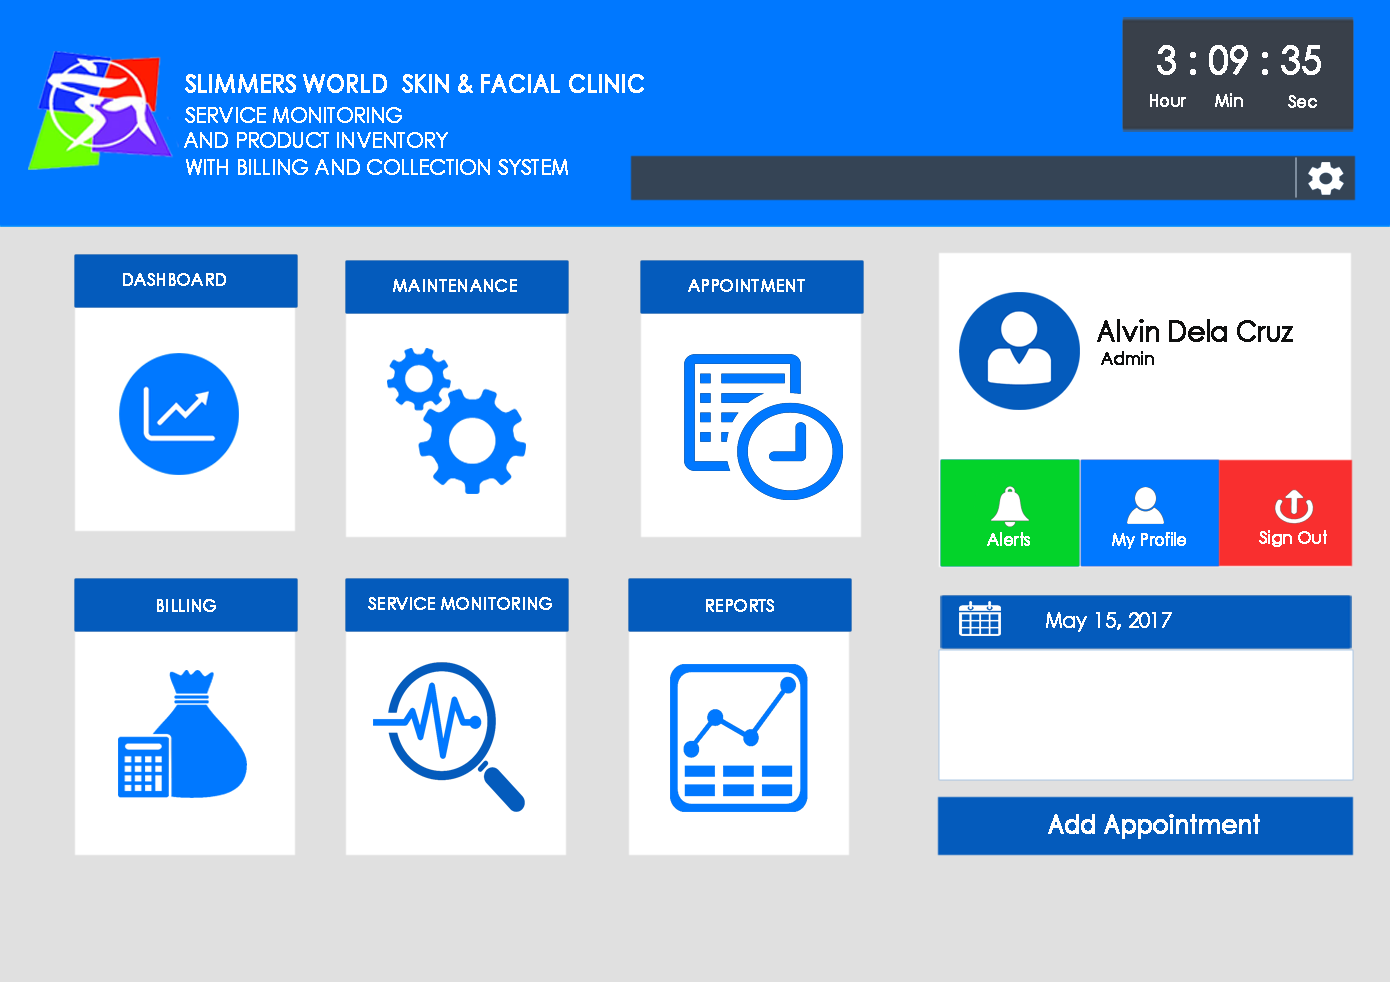 3 : 09 : 35
Hour Min Sec
SLIMMERS WORLD  SKIN & FACIAL CLINIC
SERVICE MONITORING
AND PRODUCT INVENTORY
WITH BILLING AND COLLECTION SYSTEM
DASHBOARD
MAINTENANCE
APPOINTMENT
Alvin Dela Cruz
Admin
Alerts
My Profile
Sign Out
BILLING
SERVICE MONITORING
REPORTS
May 15, 2017
Add Appointment